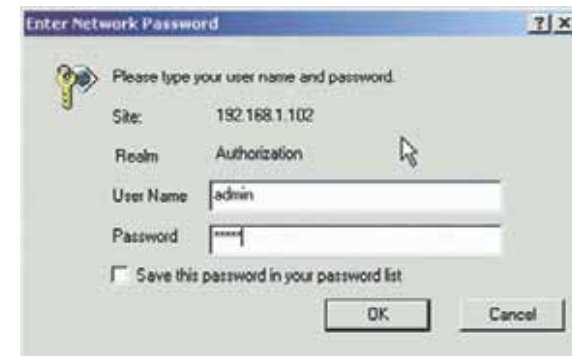 Enter Network Password
Please type your user name and password.
Site: 192.168.1.102
Realm Authorization
User Name admin
Password *****
Save this password in your password list
OK Cancel